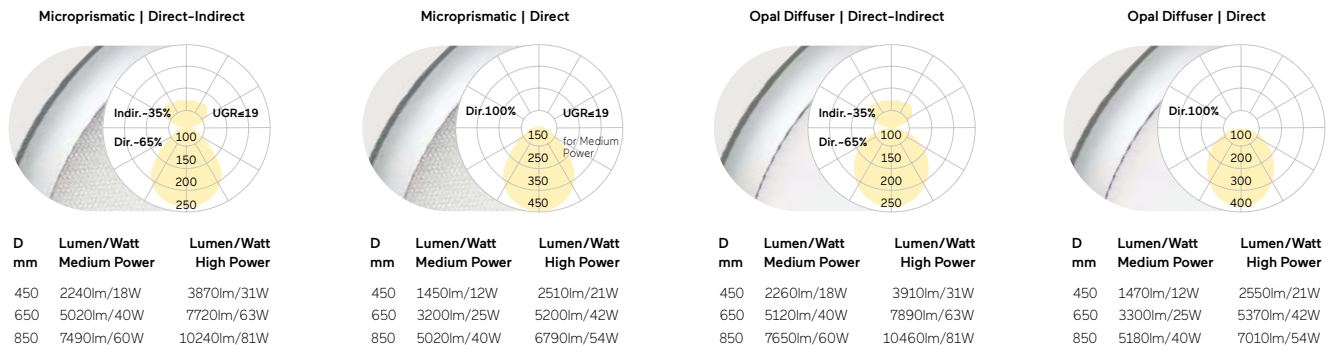 Microprismatic | Direct-Indirect
Indir.~35%
UGR≤19
Dir.~65%
100
150
200
250
D Lumen/Watt Lumen/Watt
mm Medium Power High Power
450 2240lm/18W 3870lm/31W
650 5020lm/40W 7720lm/63W
850 7490lm/60W 10240lm/81W
Microprismatic | Direct
Dir.100%
UGR≤19
for Medium
Power
150
250
350
450
D Lumen/Watt Lumen/Watt
mm Medium Power High Power
450 1450lm/12W 2510lm/21W
650 3200lm/25W 5200lm/42W
850 5020lm/40W 6790lm/54W
Opal Diffuser | Direct-Indirect
Indir.~35%
Dir.~65%
100
150
200
250
D Lumen/Watt Lumen/Watt
mm Medium Power High Power
450 2260lm/18W 3910lm/31W
650 5120lm/40W 7890lm/63W
850 7650lm/60W 10460lm/81W
Opal Diffuser | Direct
Dir.100%
100
200
300
400
D Lumen/Watt Lumen/Watt
mm Medium Power High Power
450 1470lm/12W 2550lm/21W
650 3300lm/25W 5370lm/42W
850 5180lm/40W 7010lm/54W